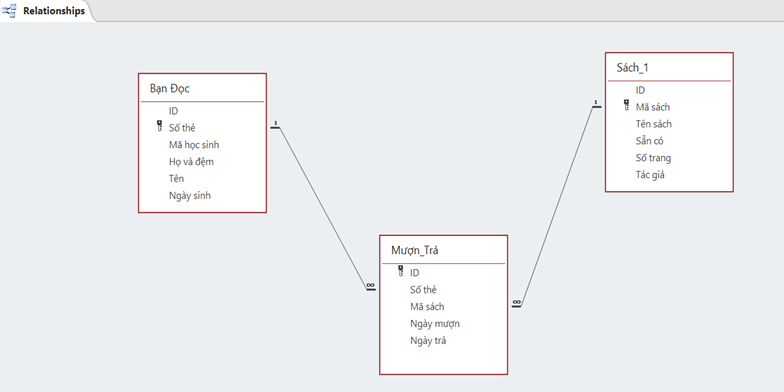 Relationships
Bạn Đọc
ID
Số thẻ
Mã học sinh
Họ và đệm
Tên
Ngày sinh
1
∞
Mượn_Trả
ID
Số thẻ
Mã sách
Ngày mượn
Ngày trả
∞
1
Sách_1
ID
Mã sách
Tên sách
Sẵn có
Số trang
Tác giả